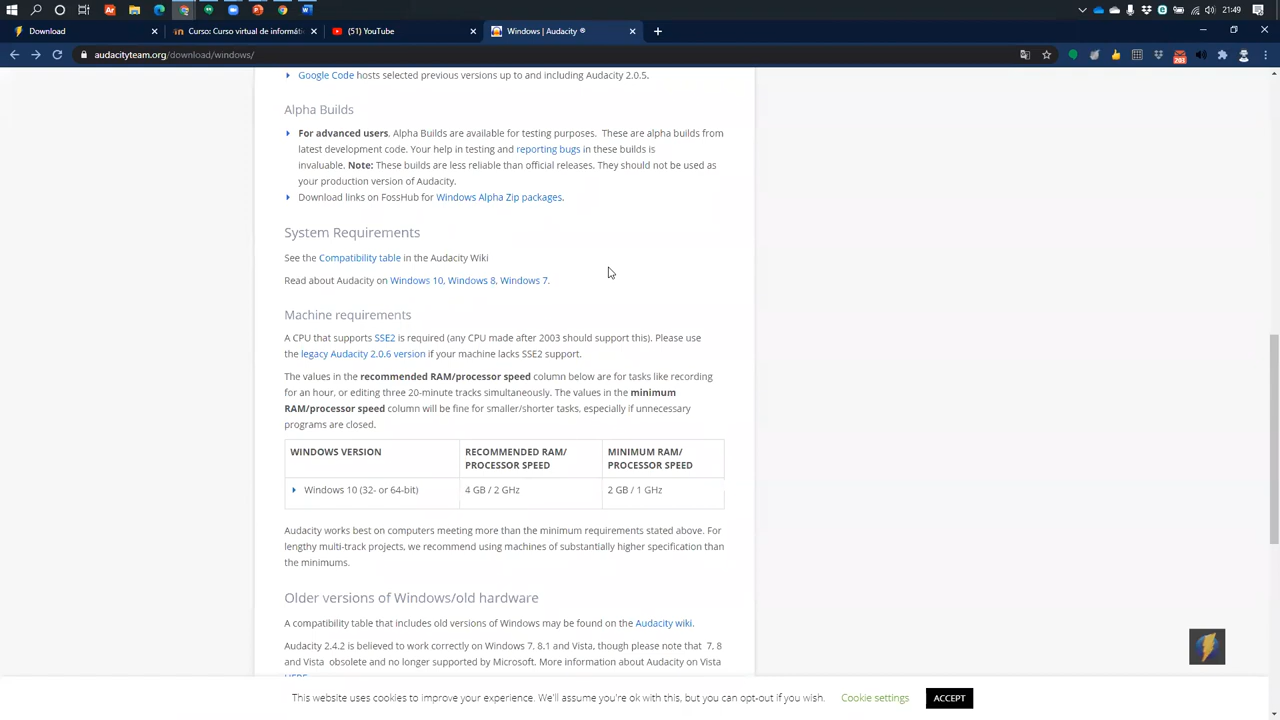 21:49
Download
Curso: Curso virtual de informáti
(51) YouTube
Windows | Audacity ®
audacityteam.org/download/windows/
Google Code hosts selected previous versions up to and including Audacity 2.0.5.
Alpha Builds
For advanced users. Alpha Builds are available for testing purposes. These are alpha builds from
latest development code. Your help in testing and reporting bugs in these builds is
invaluable. Note: These builds are less reliable than official releases. They should not be used as
your production version of Audacity.
Download links on FossHub for Windows Alpha Zip packages.
System Requirements
See the Compatibility table in the Audacity Wiki
Read about Audacity on Windows 10, Windows 8, Windows 7.
Machine requirements
A CPU that supports SSE2 is required (any CPU made after 2003 should support this). Please use
the legacy Audacity 2.0.6 version if your machine lacks SSE2 support.
The values in the recommended RAM/processor speed column below are for tasks like recording
for an hour, or editing three 20-minute tracks simultaneously. The values in the minimum
RAM/processor speed column will be fine for smaller/shorter tasks, especially if unnecessary
programs are closed.
WINDOWS VERSION
RECOMMENDED RAM/
PROCESSOR SPEED
MINIMUM RAM/
PROCESSOR SPEED
Windows 10 (32- or 64-bit)
4 GB / 2 GHz
2 GB / 1 GHz
Audacity works best on computers meeting more than the minimum requirements stated above. For
lengthy multi-track projects, we recommend using machines of substantially higher specification than
the minimums.
Older versions of Windows/old hardware
A compatibility table that includes old versions of Windows may be found on the Audacity wiki.
Audacity 2.4.2 is believed to work correctly on Windows 7, 8.1 and Vista, though please note that 7, 8
and Vista obsolete and no longer supported by Microsoft. More information about Audacity on Vista
HERE
This website uses cookies to improve your experience. We'll assume you're ok with this, but you can opt-out if you wish.
Cookie settings
ACCEPT